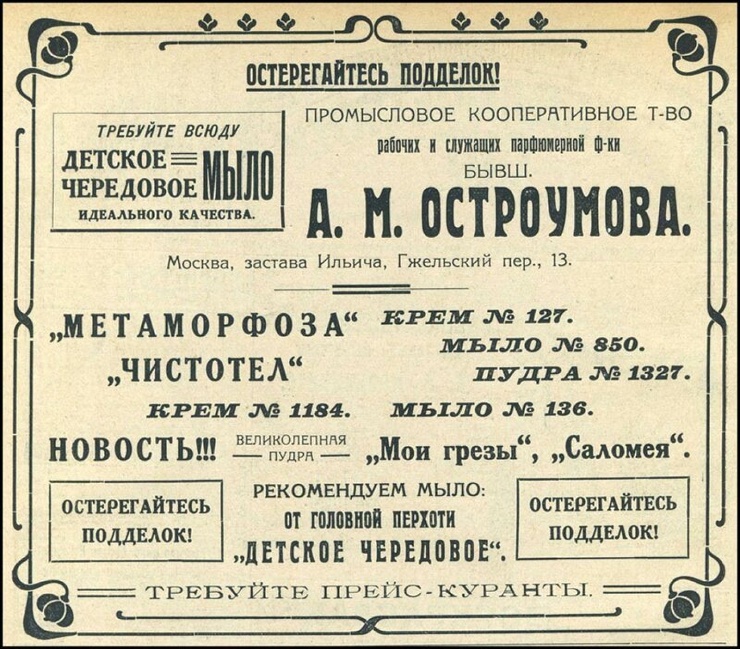 ОСТЕРЕГАЙТЕСЬ ПОДДЕЛОК!
ТРЕБУЙТЕ ВСЮДУ
ДЕТСКОЕ
ЧЕРЕДОВОЕ МЫЛО
ИДЕАЛЬНОГО КАЧЕСТВА.
ПРОМЫСЛОВОЕ КООПЕРАТИВНОЕ Т-ВО
рабочих и служащих парфюмерной ф-ки
БЫВШ.
А. М. ОСТРОУМОВА.
Москва, застава Ильича, Гжельский пер., 13.
„МЕТАМОРФОЗА“ КРЕМ № 127.
МЫЛО № 850.
„ЧИСТОТЕЛ“ ПУДРА № 1327.
КРЕМ № 1184. МЫЛО № 136.
НОВОСТЬ!!! ВЕЛИКОЛЕПНАЯ ПУДРА „Мои грезы“, „Саломея“.
ОСТЕРЕГАЙТЕСЬ
ПОДДЕЛОК!
РЕКОМЕНДУЕМ МЫЛО:
ОТ ГОЛОВНОЙ ПЕРХОТИ
„ДЕТСКОЕ ЧЕРЕДОВОЕ“.
ОСТЕРЕГАЙТЕСЬ
ПОДДЕЛОК!
ТРЕБУЙТЕ ПРЕЙС-КУРАНТЫ.